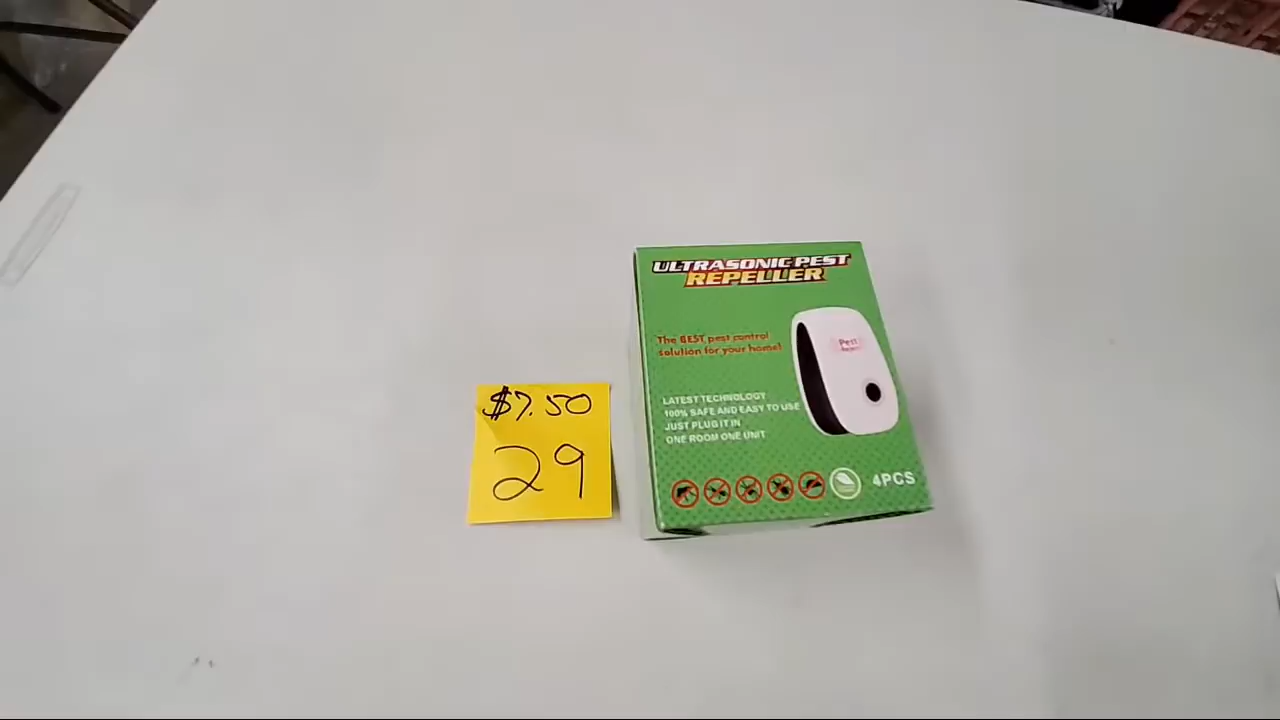 $7.50
29
ULTRASONIC PEST
REPELLER
The BEST pest control
solution for your home!
Pest
LATEST TECHNOLOGY
100% SAFE AND EASY TO USE
JUST PLUG IT IN
ONE ROOM ONE UNIT
4PCS